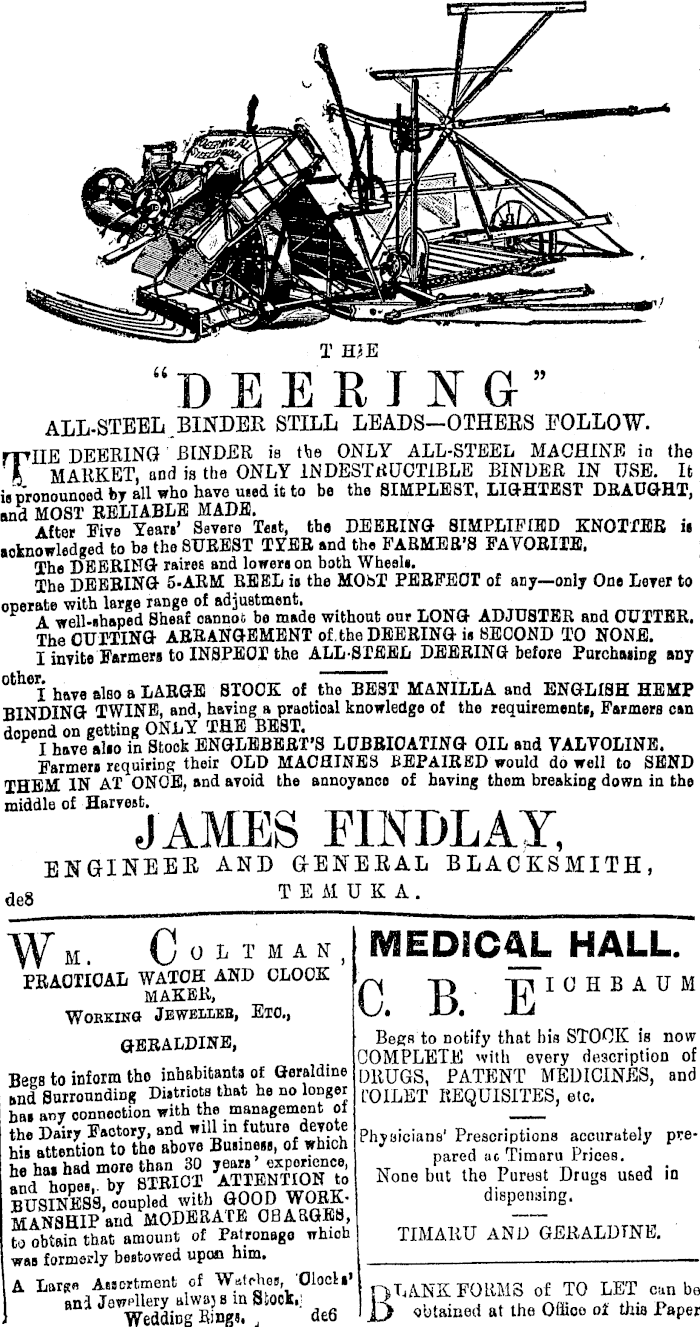 DEERING ALL
STEEL BINDER
THE
"DEERING"
ALL-STEEL BINDER STILL LEADS—OTHERS FOLLOW.
THE DEERING BINDER is the ONLY ALL-STEEL MACHINE in the
MARKET, and is the ONLY INDESTRUCTIBLE BINDER IN USE. It
is pronounced by all who have used it to be the SIMPLEST, LIGHTEST DRAUGHT,
and MOST RELIABLE MADE.
After Five Years' Severe Test, the DEERING SIMPLIFIED KNOTTER is
acknowledged to be the SUREST TYER and the FARMER'S FAVORITE.
The DEERING raires and lowers on both Wheels.
The DEERING 5-ARM REEL is the MOST PERFECT of any—only One Lever to
operate with large range of adjustment.
A well-shaped Sheaf cannot be made without our LONG ADJUSTER and CUTTER.
The CUTTING ARRANGEMENT of the DEERING is SECOND TO NONE.
I invite Farmers to INSPECT the ALL-STEEL DEERING before Purchasing any
other.
I have also a LARGE STOCK of the BEST MANILLA and ENGLISH HEMP
BINDING TWINE, and, having a practical knowledge of the requirements, Farmers can
depend on getting ONLY THE BEST.
I have also in Stock ENGLEBERT'S LUBRICATING OIL and VALVOLINE.
Farmers requiring their OLD MACHINES REPAIRED would do well to SEND
THEM IN AT ONCE, and avoid the annoyance of having them breaking down in the
middle of Harvest.
JAMES FINDLAY,
ENGINEER AND GENERAL BLACKSMITH,
TEMUKA.
de8
WM. COLTMAN,
PRACTICAL WATCH AND CLOCK
MAKER,
WORKING JEWELLER, ETC.,
GERALDINE,
Begs to inform the inhabitants of Geraldine
and Surrounding Districts that he no longer
has any connection with the management of
the Dairy Factory, and will in future devote
his attention to the above Business, of which
he has had more than 30 years' experience,
and hopes, by STRICT ATTENTION to
BUSINESS, coupled with GOOD WORK-
MANSHIP and MODERATE CHARGES,
to obtain that amount of Patronage which
was formerly bestowed upon him.
A Large Assortment of Watches, Clocks'
and Jewellery always in Stock.
Wedding Rings. de6
MEDICAL HALL.
C. B. EICHBAUM
Begs to notify that his STOCK is now
COMPLETE with every description of
DRUGS, PATENT MEDICINES, and
TOILET REQUISITES, etc.
Physicians' Prescriptions accurately pre-
pared at Timaru Prices.
None but the Purest Drugs used in
dispensing.
TIMARU AND GERALDINE.
BLANK FORMS of TO LET can be
obtained at the Office of this Paper